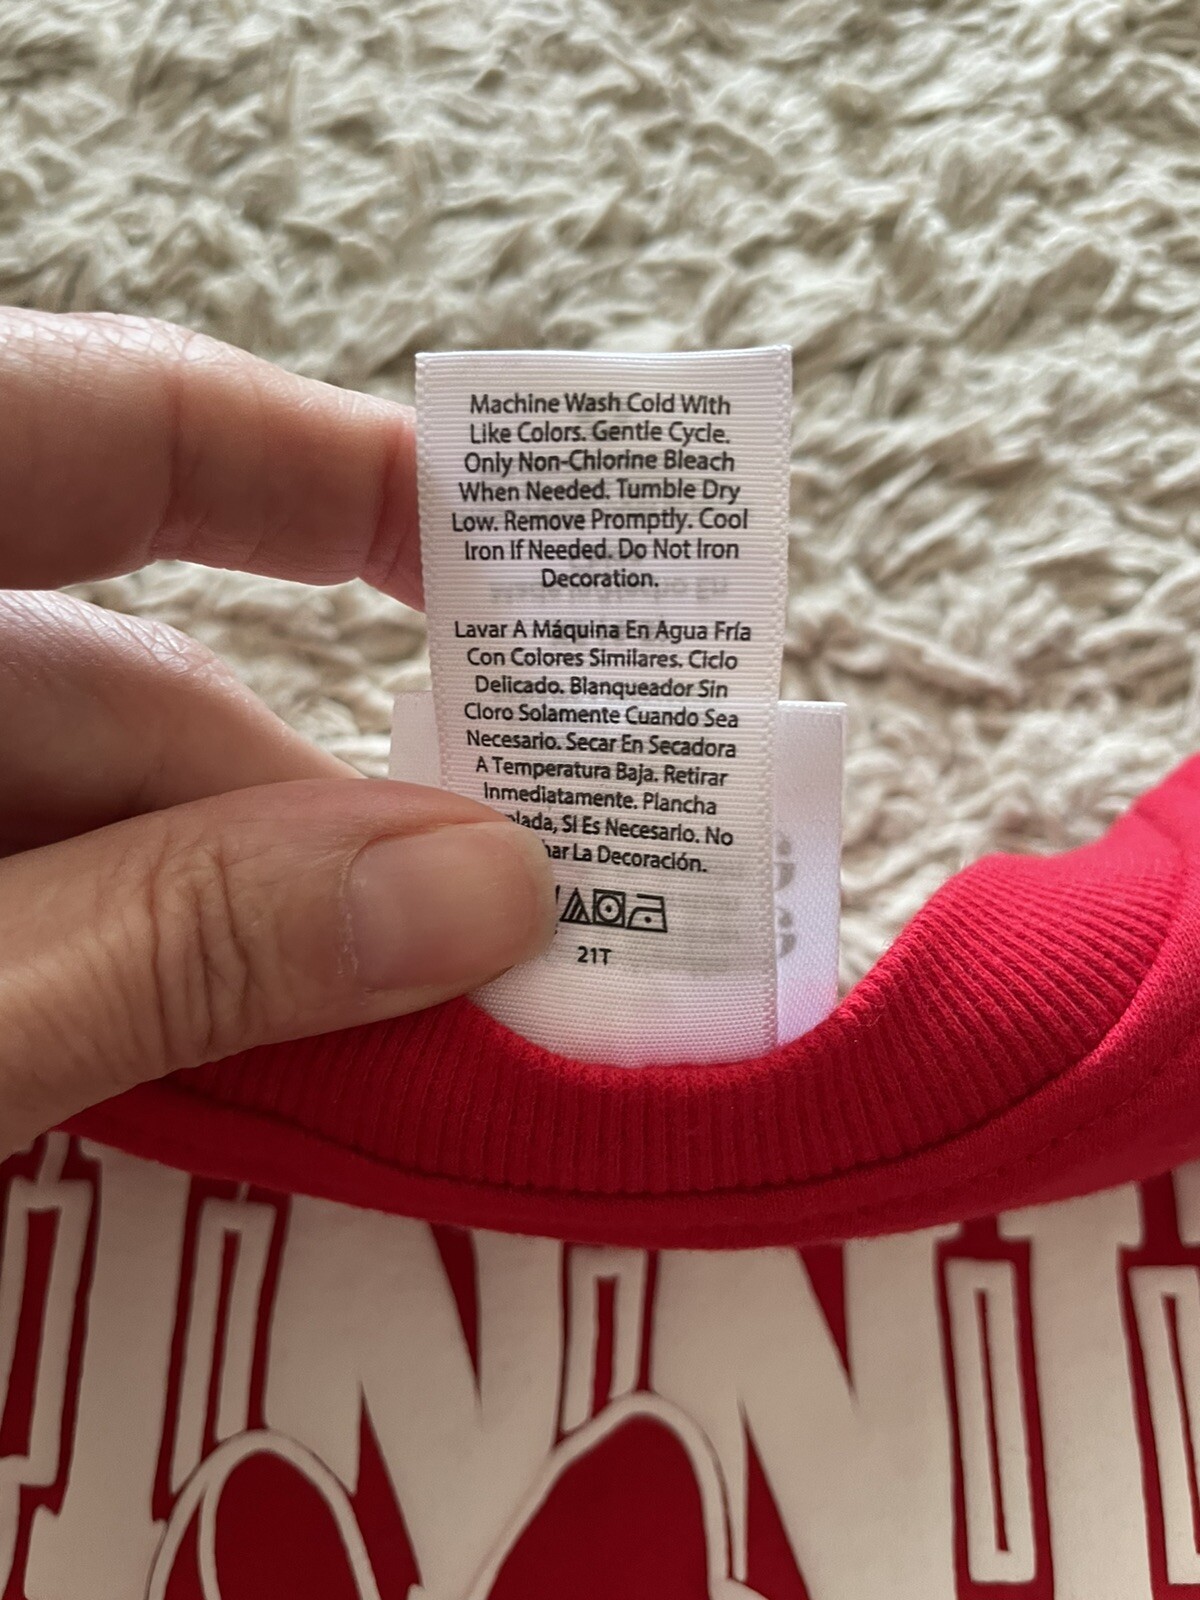 Machine Wash Cold With
Like Colors. Gentle Cycle.
Only Non-Chlorine Bleach
When Needed. Tumble Dry
Low. Remove Promptly. Cool
Iron If Needed. Do Not Iron
Decoration.
Lavar A Máquina En Agua Fría
Con Colores Similares. Ciclo
Delicado. Blanqueador Sin
Cloro Solamente Cuando Sea
Necesario. Secar En Secadora
A Temperatura Baja. Retirar
Inmediatamente. Plancha
Si Es Necesario. No
La Decoración.
21T